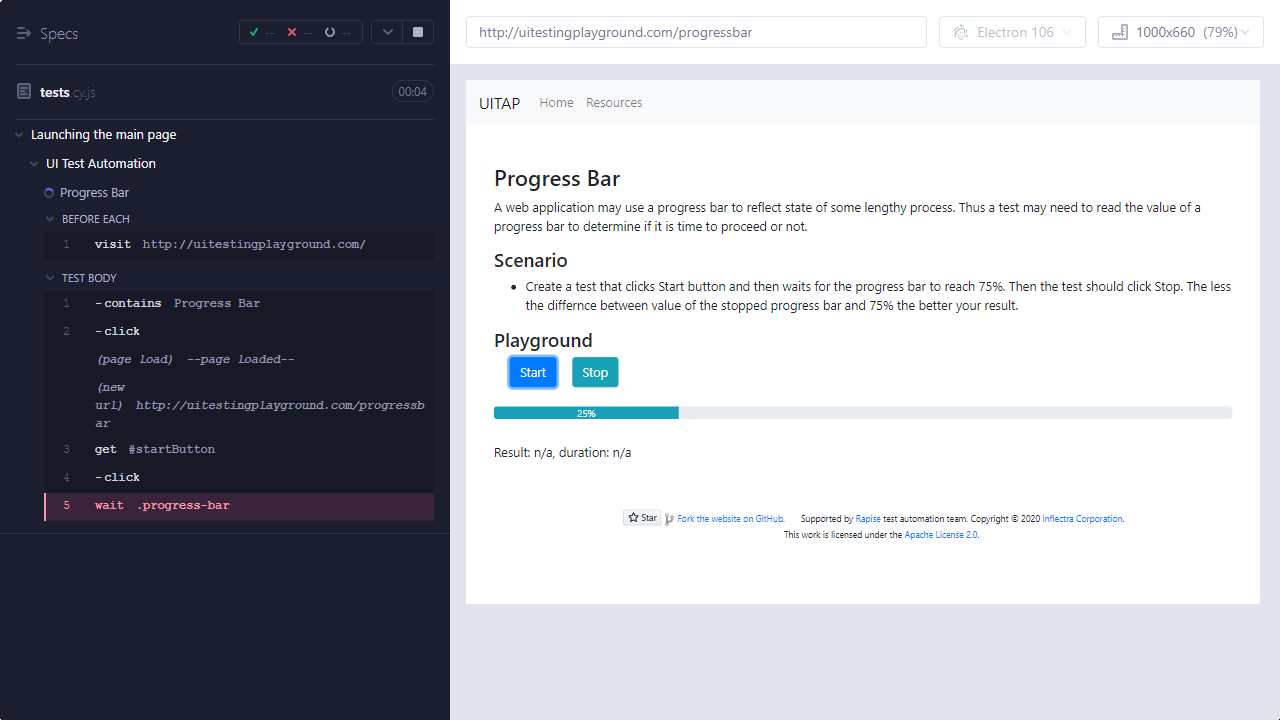 Specs
-- -- --
tests.cy.js
00:04
Launching the main page
UI Test Automation
Progress Bar
BEFORE EACH
1 visit http://uitestingplayground.com/
TEST BODY
1 -contains Progress Bar
2 -click
(page load) --page loaded--
(new
url) http://uitestingplayground.com/progressb
ar
3 get #startButton
4 -click
5 wait .progress-bar
http://uitestingplayground.com/progressbar
Electron 106
1000x660 (79%)
UITAP Home Resources
Progress Bar
A web application may use a progress bar to reflect state of some lengthy process. Thus a test may need to read the value of a
progress bar to determine if it is time to proceed or not.
Scenario
• Create a test that clicks Start button and then waits for the progress bar to reach 75%. Then the test should click Stop. The less
the differnce between value of the stopped progress bar and 75% the better your result.
Playground
Start Stop
25%
Result: n/a, duration: n/a
Star Fork the website on GitHub. Supported by Rapise test automation team. Copyright © 2020 Inflectra Corporation.
This work is licensed under the Apache License 2.0.